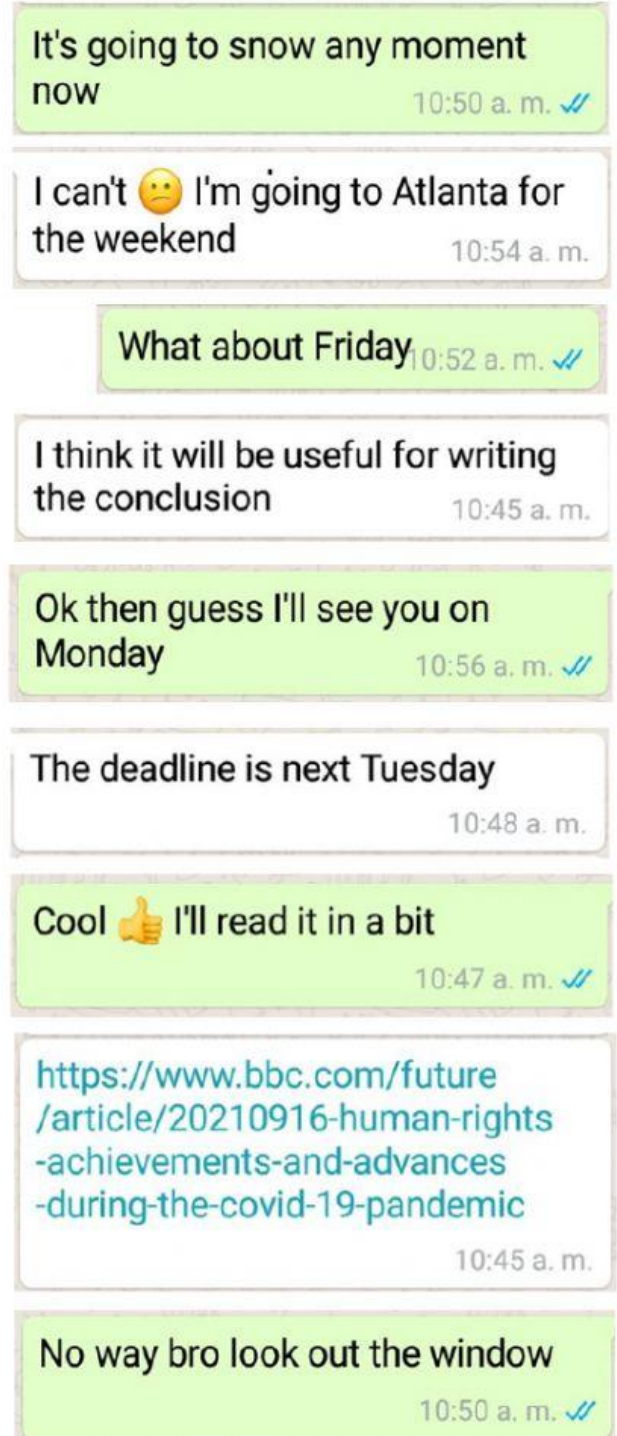 It's going to snow any moment
now
10:50 a. m.
I can't 😕 I'm going to Atlanta for
the weekend
10:54 a. m.
What about Friday 10:52 a. m.
I think it will be useful for writing
the conclusion
10:45 a. m.
Ok then guess I'll see you on
Monday
10:56 a. m.
The deadline is next Tuesday
10:48 a. m.
Cool 👍 I'll read it in a bit
10:47 a. m.
https://www.bbc.com/future
/article/20210916-human-rights
-achievements-and-advances
-during-the-covid-19-pandemic
10:45 a. m.
No way bro look out the window
10:50 a. m.